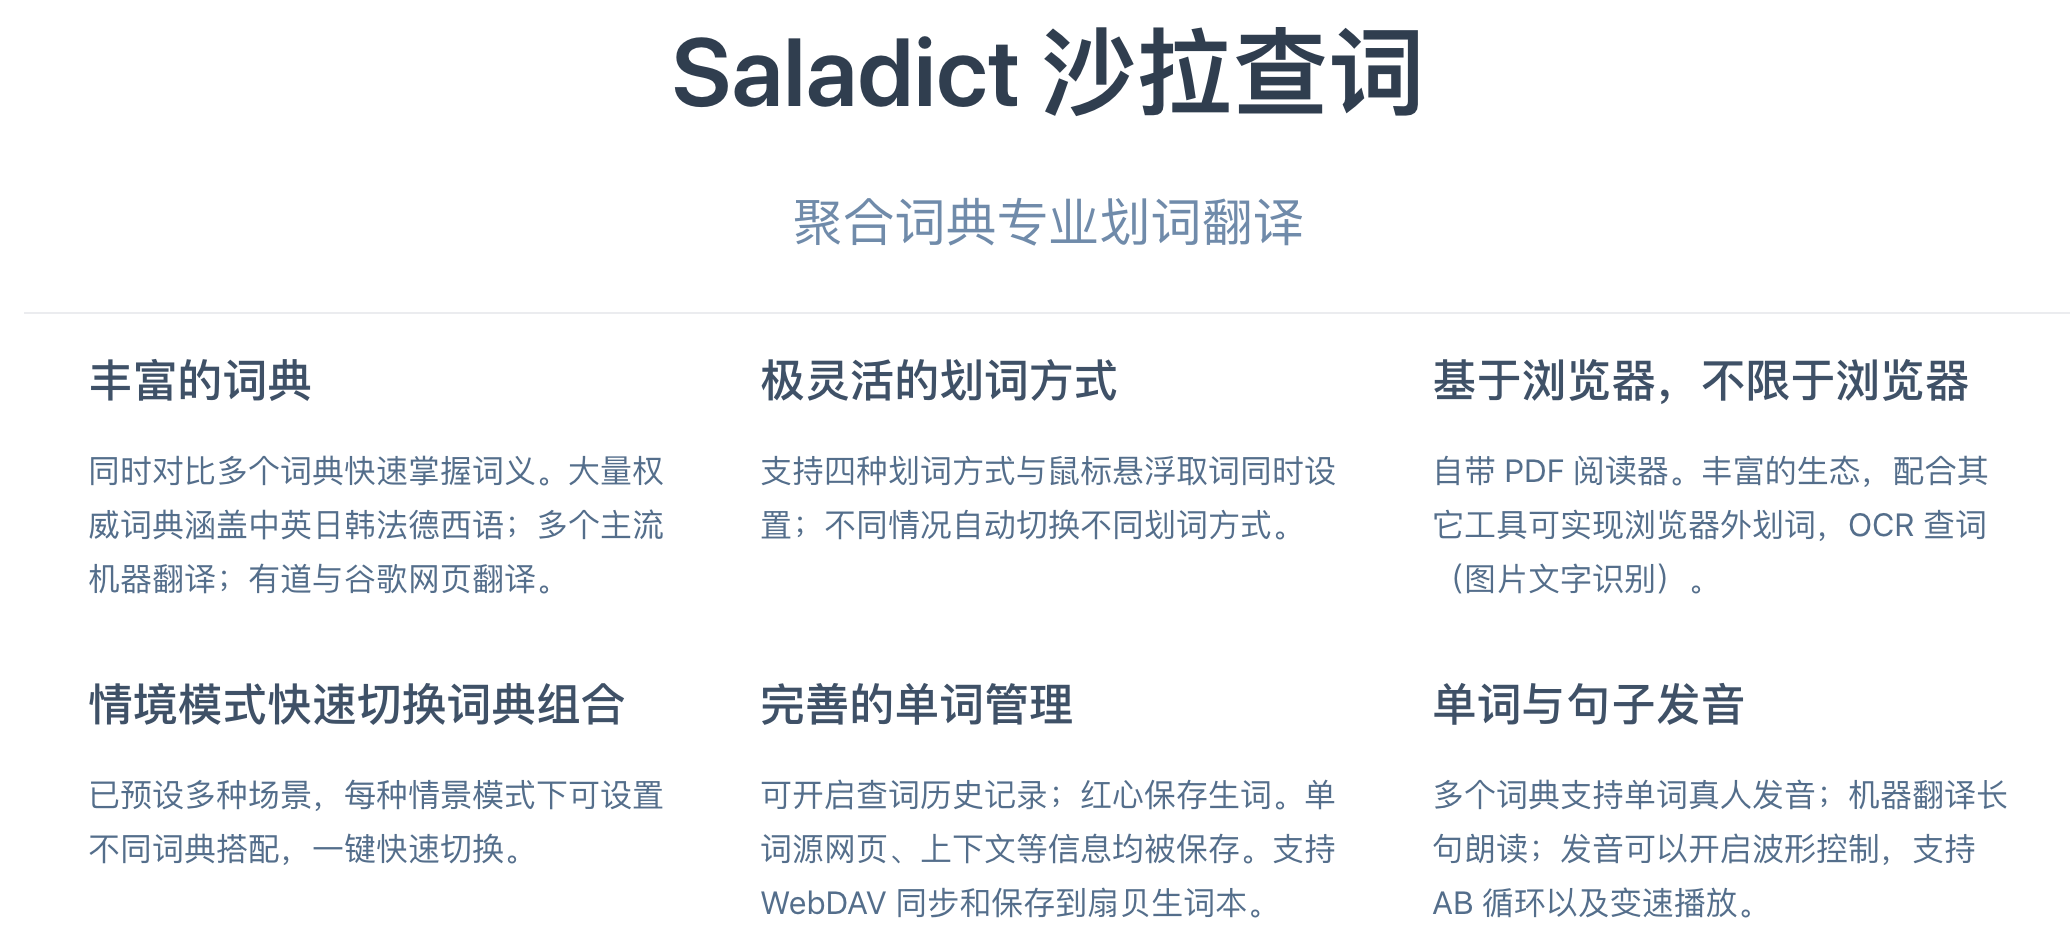 Saladict 沙拉查词
聚合词典专业划词翻译
丰富的词典
同时对比多个词典快速掌握词义。大量权
威词典涵盖中英日韩法德西语；多个主流
机器翻译；有道与谷歌网页翻译。
极灵活的划词方式
支持四种划词方式与鼠标悬浮取词同时设
置；不同情况自动切换不同划词方式。
基于浏览器，不限于浏览器
自带 PDF 阅读器。丰富的生态，配合其
它工具可实现浏览器外划词，OCR 查词
（图片文字识别）。
情境模式快速切换词典组合
已预设多种场景，每种情景模式下可设置
不同词典搭配，一键快速切换。
完善的单词管理
可开启查词历史记录；红心保存生词。单
词源网页、上下文等信息均被保存。支持
WebDAV 同步和保存到扇贝生词本。
单词与句子发音
多个词典支持单词真人发音；机器翻译长
句朗读；发音可以开启波形控制，支持
AB 循环以及变速播放。